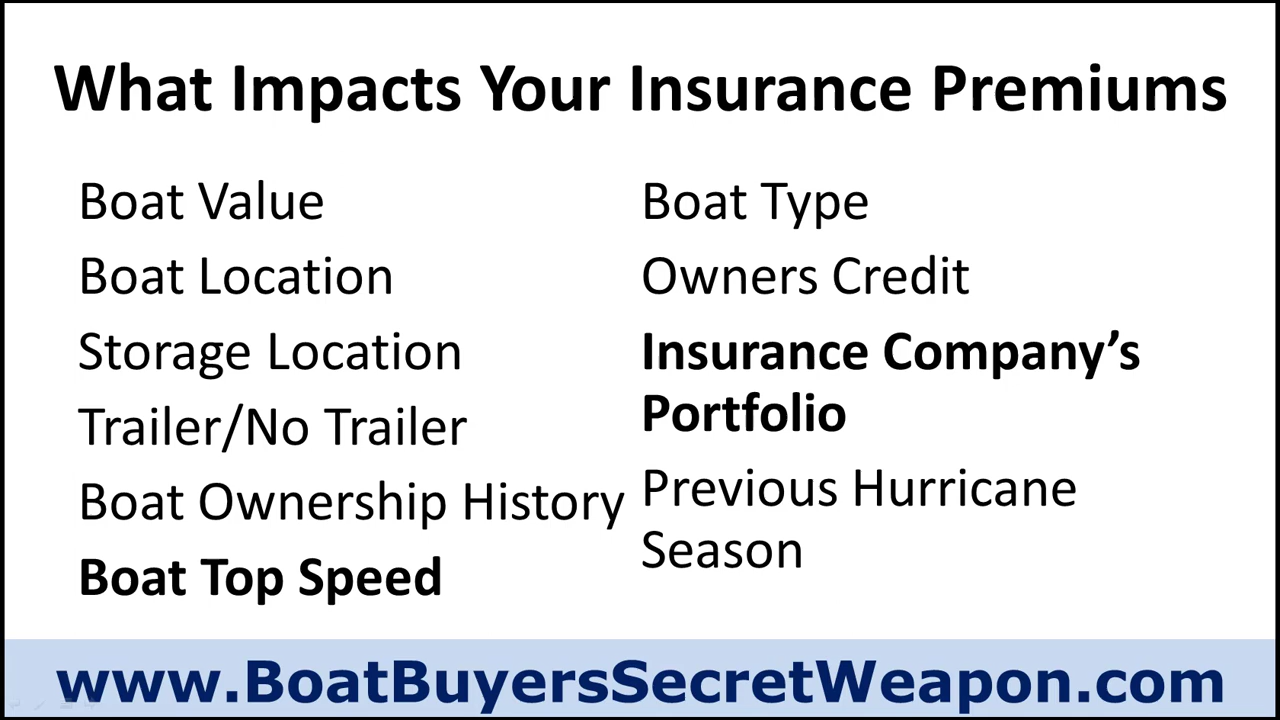 What Impacts Your Insurance Premiums
Boat Value
Boat Location
Storage Location
Trailer/No Trailer
Boat Ownership History
Boat Top Speed
Boat Type
Owners Credit
Insurance Company’s
Portfolio
Previous Hurricane
Season
www.BoatBuyersSecretWeapon.com